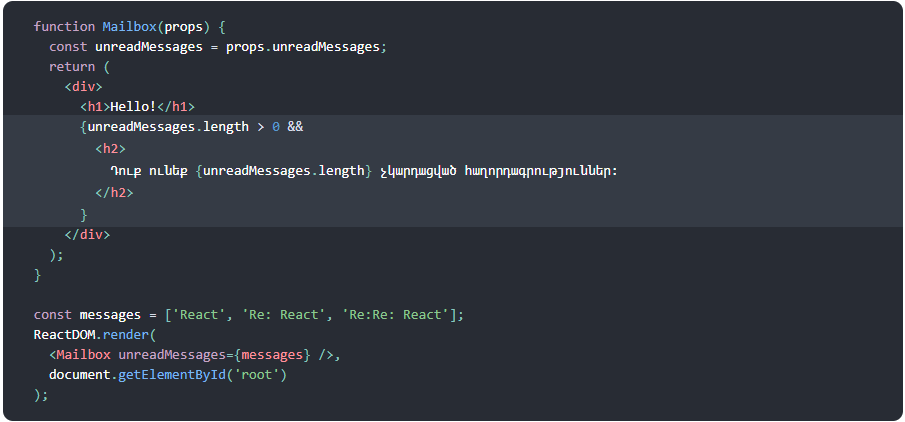 function Mailbox(props) {
  const unreadMessages = props.unreadMessages;
  return (
    <div>
      <h1>Hello!</h1>
      {unreadMessages.length > 0 &&
        <h2>
          Դուք ունեք {unreadMessages.length} չկարդացված հաղորդագրություններ:
        </h2>
      }
    </div>
  );
}

const messages = ['React', 'Re: React', 'Re:Re: React'];
ReactDOM.render(
  <Mailbox unreadMessages={messages} />,
  document.getElementById('root')
);